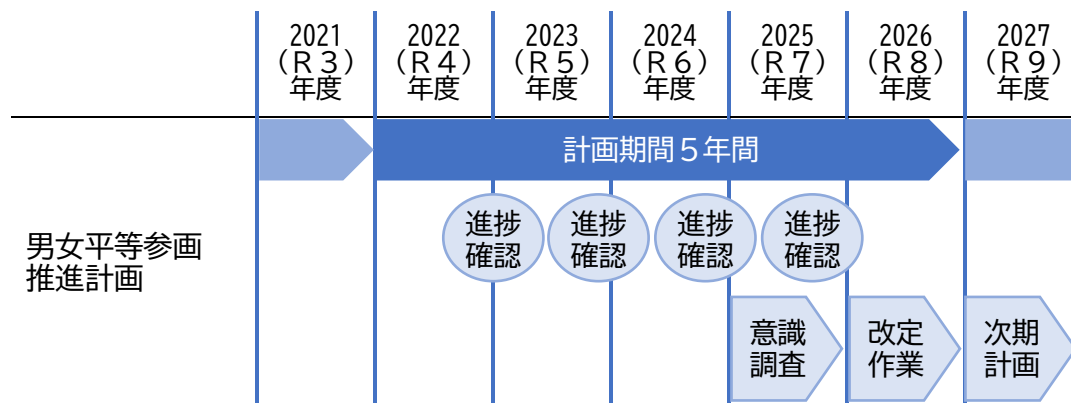 2021
（Ｒ３）
年度
2022
（Ｒ４）
年度
2023
（Ｒ５）
年度
2024
（Ｒ６）
年度
2025
（Ｒ７）
年度
2026
（Ｒ８）
年度
2027
（Ｒ９）
年度
計画期間５年間
男女平等参画
推進計画
進捗
確認
進捗
確認
進捗
確認
進捗
確認
意識
調査
改定
作業
次期
計画